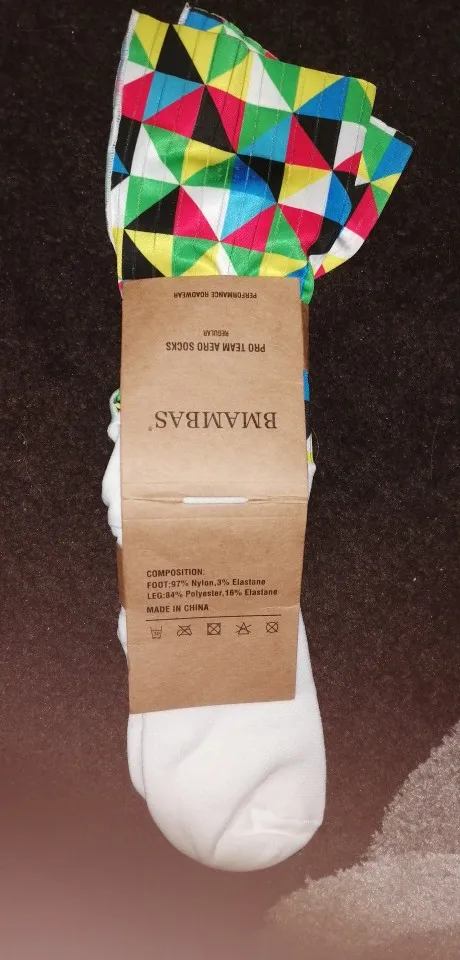 BMAMBAS®
PRO TEAM AERO SOCKS
REGULAR
PERFORMANCE ROADWEAR
COMPOSITION:
FOOT:97% Nylon,3% Elastane
LEG:84% Polyester,16% Elastane
MADE IN CHINA